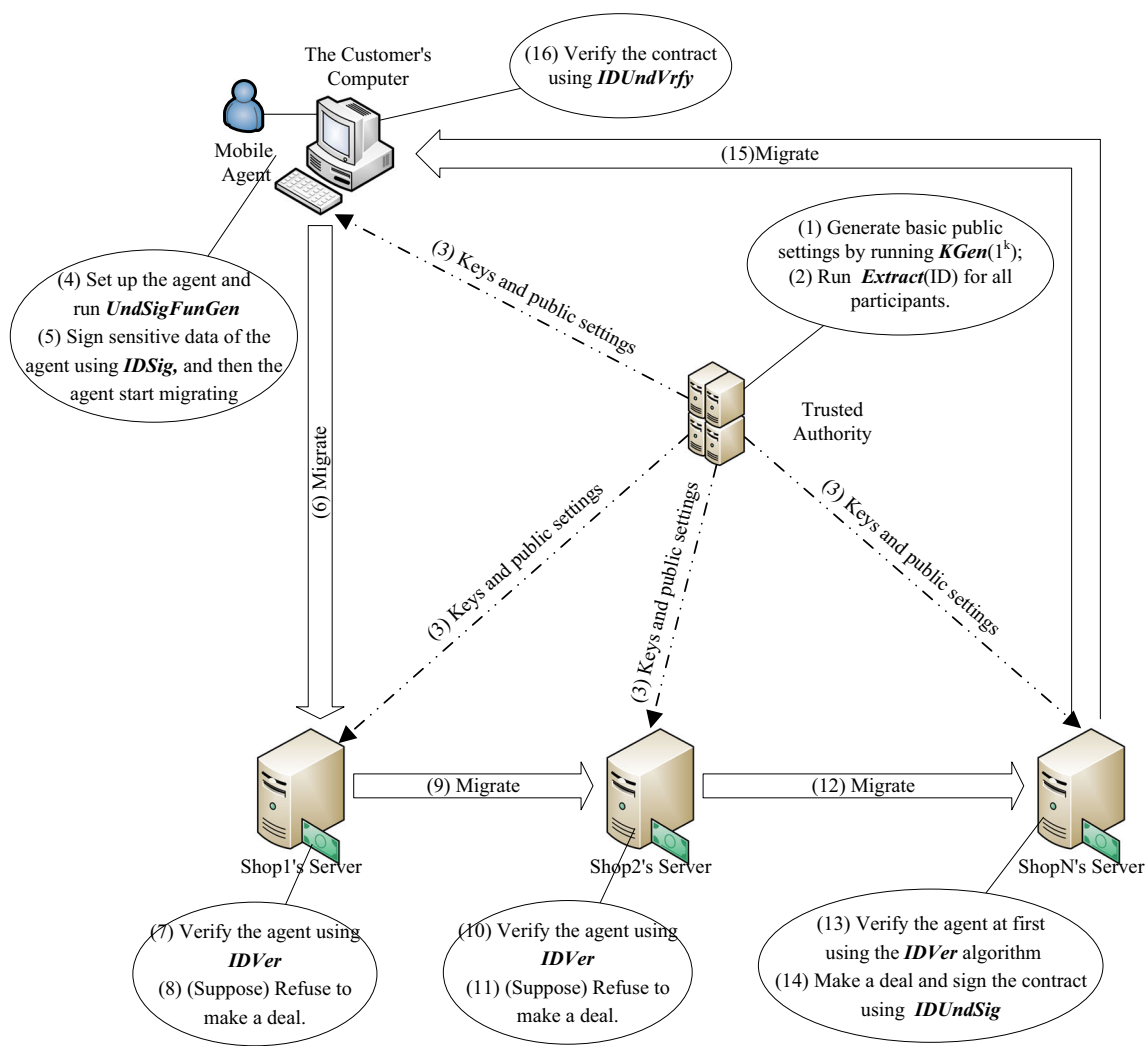 The Customer's
Computer
(16) Verify the contract
using IDUndVrfy
Mobile
Agent
(15)Migrate
(1) Generate basic public
settings by running KGen(1^k);
(2) Run Extract(ID) for all
participants.
(3) Keys and public settings
(4) Set up the agent and
run UndSigFunGen
(5) Sign sensitive data of the
agent using IDSig, and then the
agent start migrating
Trusted
Authority
(6) Migrate
(3) Keys and public settings
(3) Keys and public settings
(3) Keys and public settings
(9) Migrate
(12) Migrate
Shop1's Server
Shop2's Server
ShopN's Server
(7) Verify the agent using
IDVer
(8) (Suppose) Refuse to
make a deal.
(10) Verify the agent using
IDVer
(11) (Suppose) Refuse to
make a deal.
(13) Verify the agent at first
using the IDVer algorithm
(14) Make a deal and sign the contract
using IDUndSig